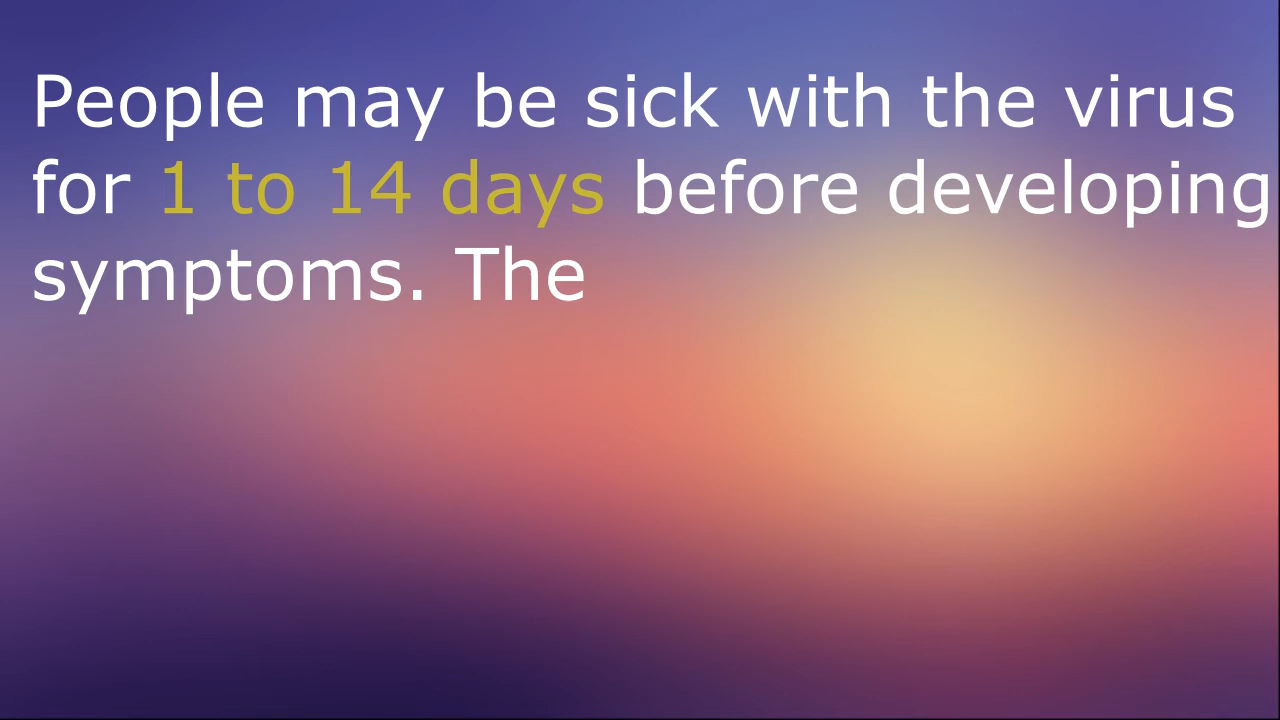 People may be sick with the virus
for 1 to 14 days before developing
symptoms. The